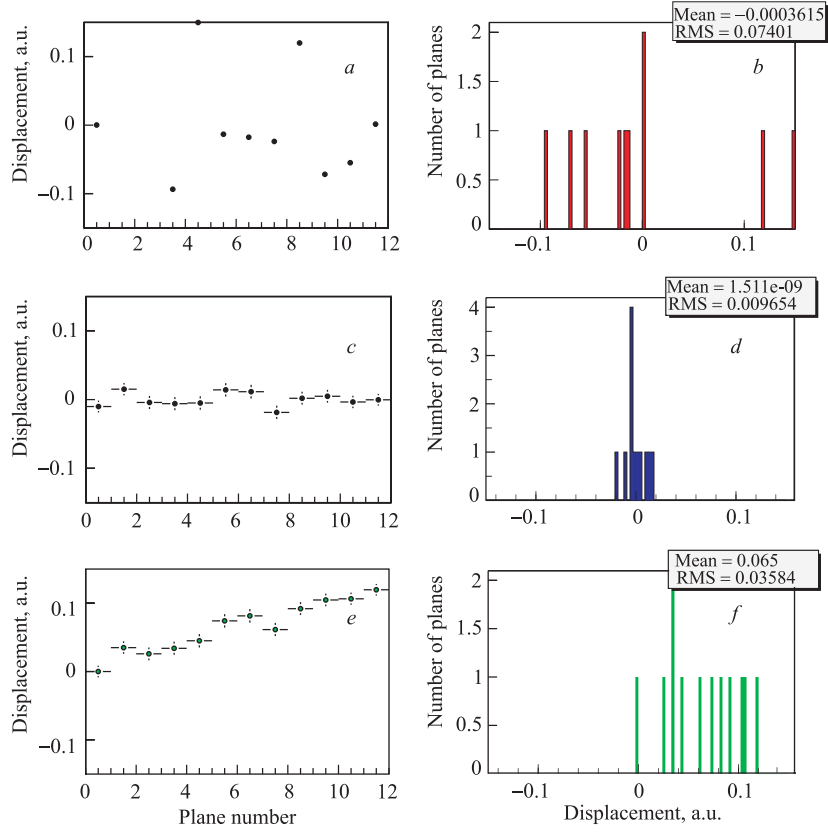 Displacement, a.u.
0.1
0
−0.1
0 2 4 6 8 10 12
a
Number of planes
2
1.5
1
0.5
0
−0.1 0 0.1
b
Mean = −0.0003615
RMS = 0.07401
Displacement, a.u.
0.1
0
−0.1
0 2 4 6 8 10 12
c
Number of planes
4
3
2
1
0
−0.1 0 0.1
d
Mean = 1.511e-09
RMS = 0.009654
Displacement, a.u.
0.1
0
−0.1
0 2 4 6 8 10 12
Plane number
e
Number of planes
2
1.5
1
0.5
0
−0.1 0 0.1
Displacement, a.u.
f
Mean = 0.065
RMS = 0.03584